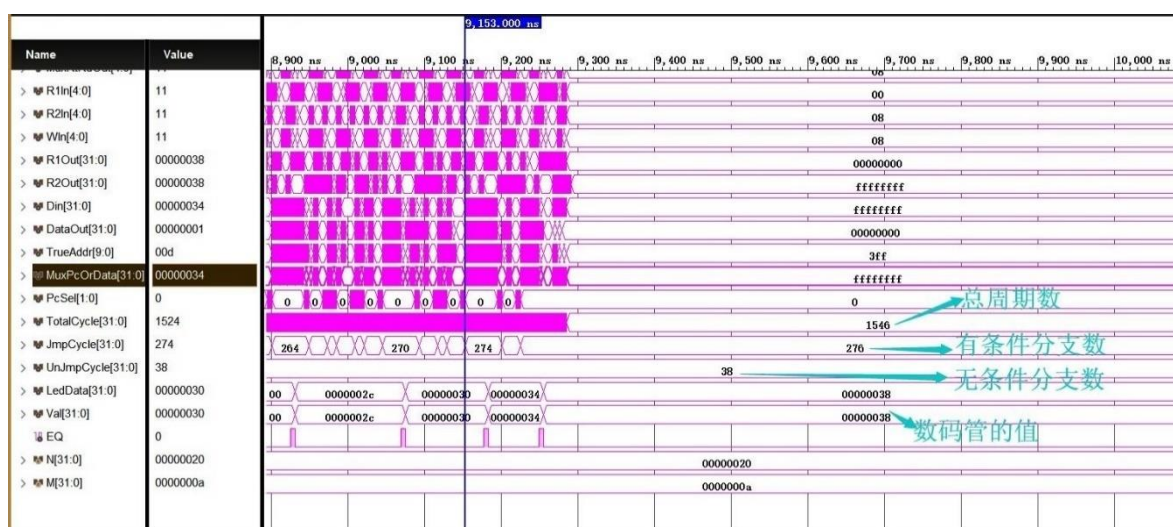 9,153.000 ns
Name Value
8,900 ns 9,000 ns 9,100 ns 9,200 ns 9,300 ns 9,400 ns 9,500 ns 9,600 ns 9,700 ns 9,800 ns 9,900 ns 10,000 ns
08
R1In[4:0] 11 00
R2In[4:0] 11 08
WIn[4:0] 11 08
R1Out[31:0] 00000038 00000000
R2Out[31:0] 00000038 ffffffff
Din[31:0] 00000034 ffffffff
DataOut[31:0] 00000001 00000000
TrueAddr[9:0] 00d 3ff
MuxPcOrData[31:0] 00000034 ffffffff
PcSel[1:0] 0 0 0 0 0 0 0 0 0 0 0
总周期数
TotalCycle[31:0] 1524 1546
JmpCycle[31:0] 274 264 270 274 276 有条件分支数
UnJmpCycle[31:0] 38 38 无条件分支数
LedData[31:0] 00000030 00 0000002c 00000030 00000034 00000038
Val[31:0] 00000030 00 0000002c 00000030 00000034 00000038
数码管的值
EQ 0
N[31:0] 00000020 00000020
M[31:0] 0000000a 0000000a